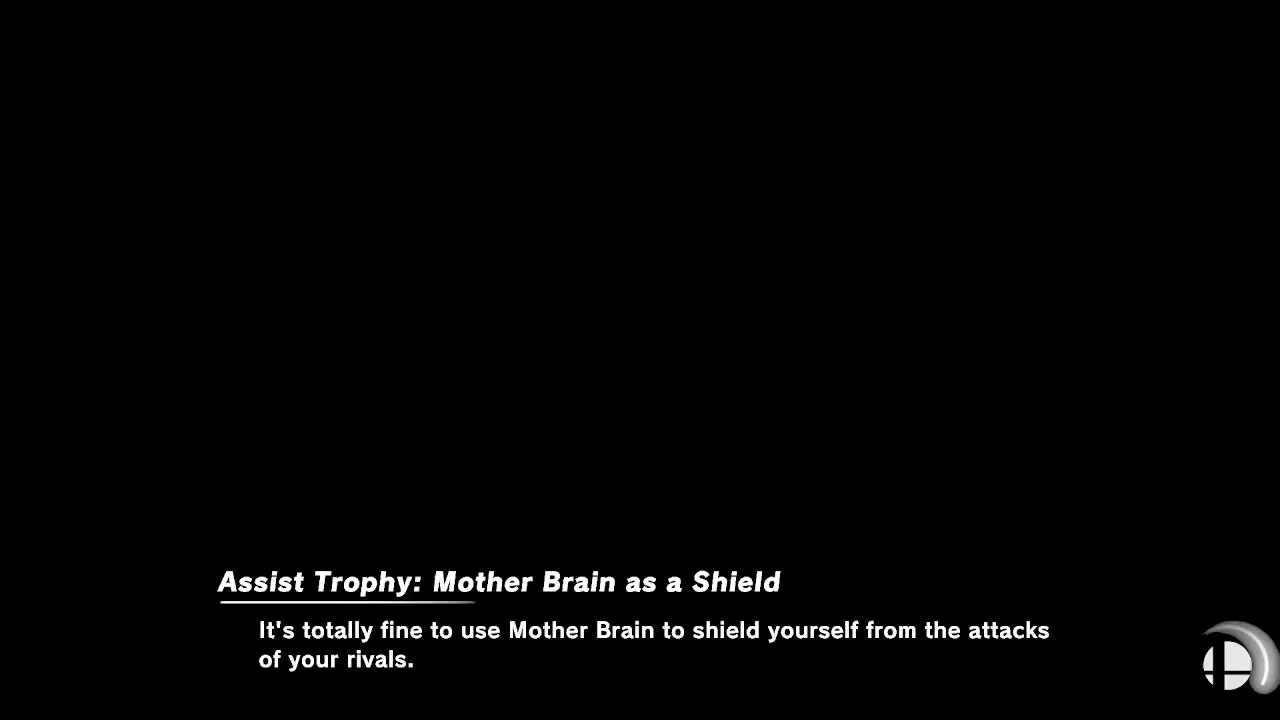 Assist Trophy: Mother Brain as a Shield
It's totally fine to use Mother Brain to shield yourself from the attacks
of your rivals.